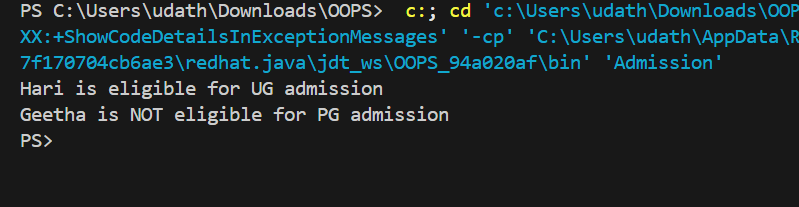 PS C:\Users\udath\Downloads\OOPS>  c:; cd 'c:\Users\udath\Downloads\OOP
XX:+ShowCodeDetailsInExceptionMessages' '-cp' 'C:\Users\udath\AppData\R
7f170704cb6ae3\redhat.java\jdt_ws\OOPS_94a020af\bin' 'Admission'
Hari is eligible for UG admission
Geetha is NOT eligible for PG admission
PS>